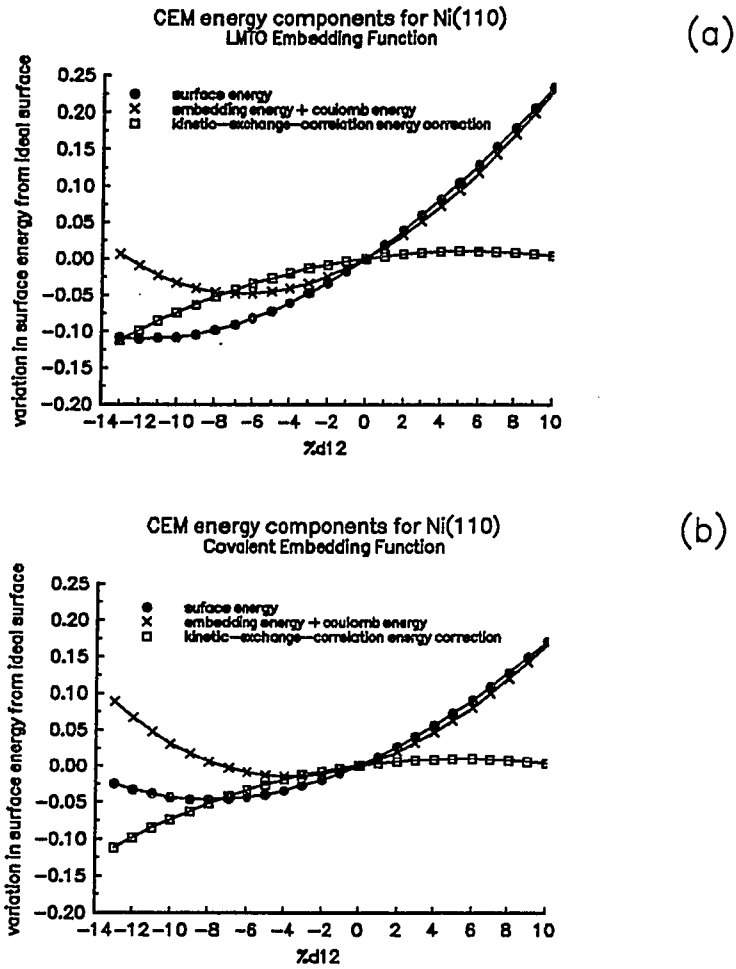 CEM energy components for Ni(110)
LMTO Embedding Function
(a)
variation in surface energy from ideal surface
0.25
0.20
0.15
0.10
0.05
0.00
−0.05
−0.10
−0.15
−0.20
surface energy
embedding energy + coulomb energy
kinetic−exchange−correlation energy correction
−14 −12 −10 −8 −6 −4 −2 0 2 4 6 8 10
%d12
CEM energy components for Ni(110)
Covalent Embedding Function
(b)
variation in surface energy from ideal surface
0.25
0.20
0.15
0.10
0.05
0.00
−0.05
−0.10
−0.15
−0.20
suface energy
embedding energy + coulomb energy
kinetic−exchange−correlation energy correction
−14 −12 −10 −8 −6 −4 −2 0 2 4 6 8 10
%d12